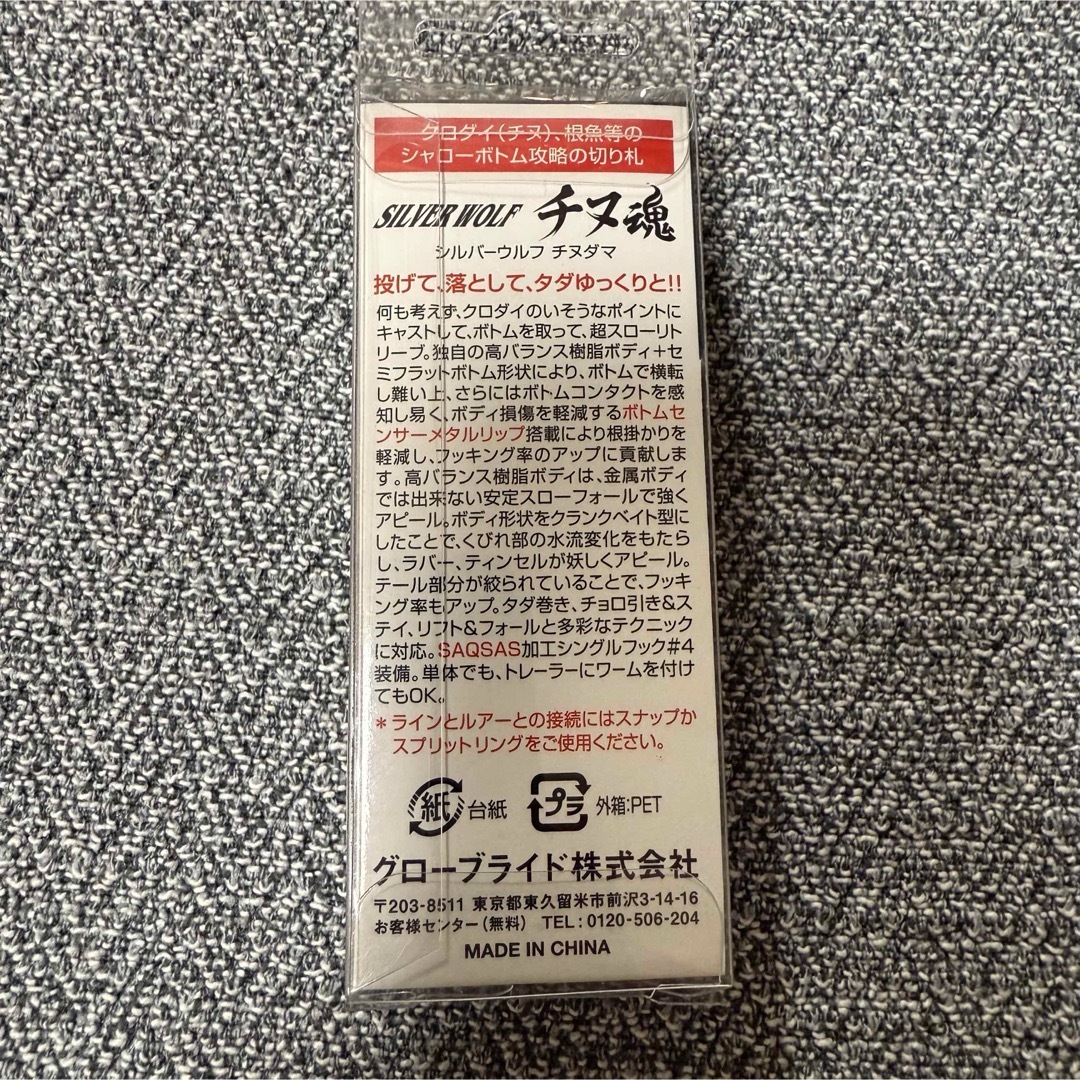 クロダイ(チヌ)、根魚等の
シャローボトム攻略の切り札
SILVER WOLF チヌ魂
シルバーウルフ チヌダマ
投げて、落として、タダゆっくりと!!
何も考えず、クロダイのいそうなポイントに
キャストして、ボトムを取って、超スローリト
リーブ。独自の高バランス樹脂ボディ+セ
ミフラットボトム形状により、ボトムで横転
し難い上、さらにはボトムコンタクトを感
知し易く、ボディ損傷を軽減するボトムセ
ンサーメタルリップ搭載により根掛かりを
軽減し、フッキング率のアップに貢献しま
す。高バランス樹脂ボディは、金属ボディ
では出来ない安定スローフォールで強く
アピール。ボディ形状をクランクベイト型に
したことで、くびれ部の水流変化をもたら
し、ラバー、ティンセルが妖しくアピール。
テール部分が絞られていることで、フッキ
ング率もアップ。タダ巻き、チョロ引き&ス
テイ、リフト&フォールと多彩なテクニック
に対応。SAQSAS加工シングルフック#4
装備。単体でも、トレーラーにワームを付け
てもOK。
*ラインとルアーとの接続にはスナップか
スプリットリングをご使用ください。
紙 台紙 プラ 外箱:PET
グローブライド株式会社
〒203-8511 東京都東久留米市前沢3-14-16
お客様センター(無料) TEL:0120-506-204
MADE IN CHINA